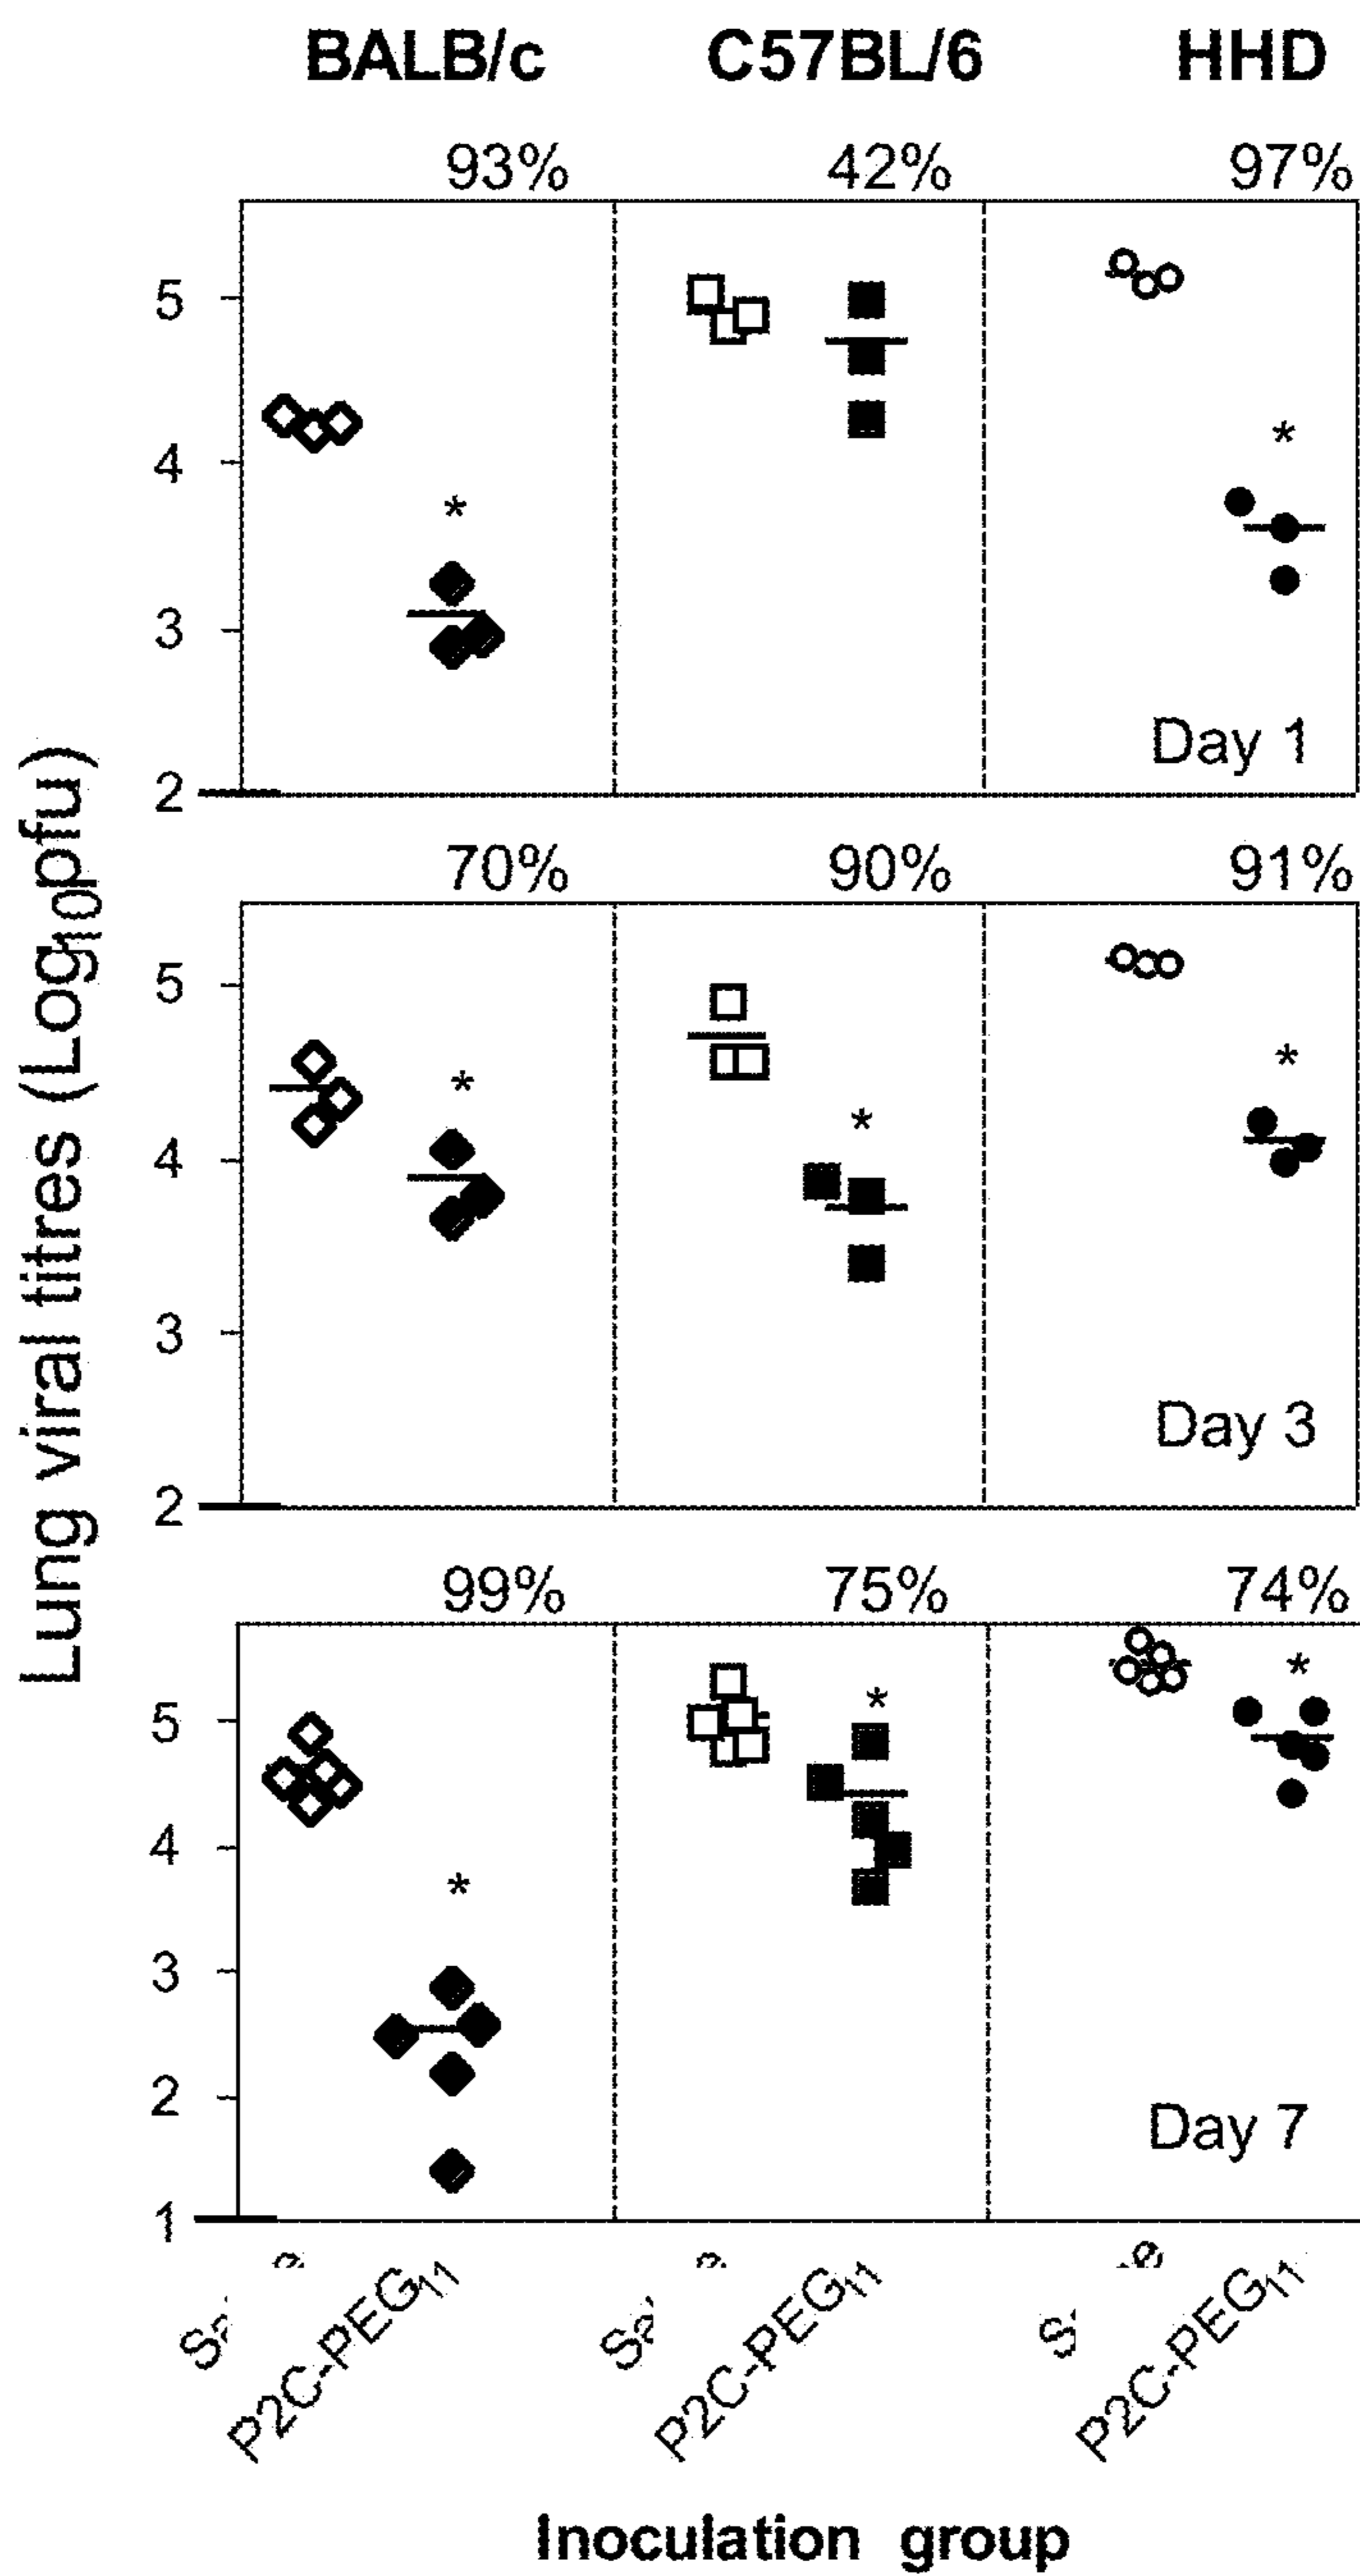 BALB/c C57BL/6 HHD
93% 42% 97%
5
4
* *
3
Day 1
2
Lung viral titres (Log10pfu)
70% 90% 91%
5
* * *
4
3
Day 3
2
99% 75% 74%
5
* * *
4
3
2
Day 7
1
P2C-PEG11 P2C-PEG11 P2C-PEG11
Inoculation group